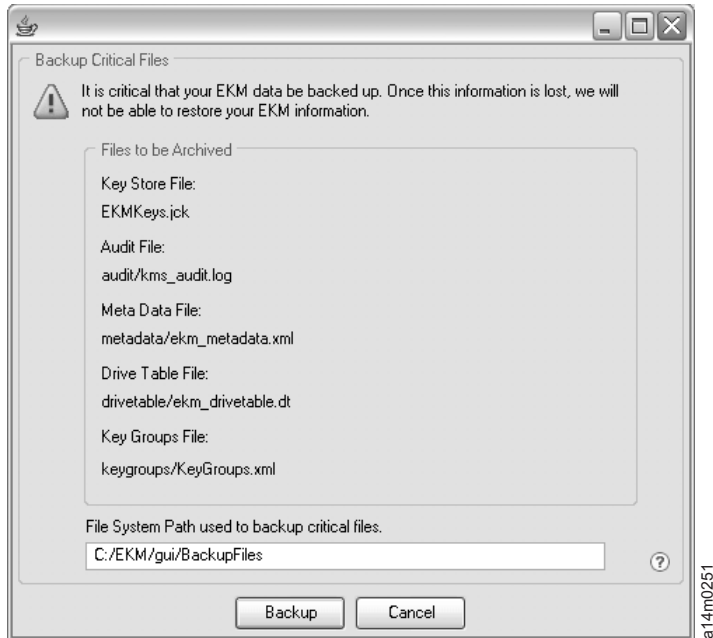 Backup Critical Files
It is critical that your EKM data be backed up. Once this information is lost, we will
not be able to restore your EKM information.
Files to be Archived
Key Store File:
EKMKeys.jck
Audit File:
audit/kms_audit.log
Meta Data File:
metadata/ekm_metadata.xml
Drive Table File:
drivetable/ekm_drivetable.dt
Key Groups File:
keygroups/KeyGroups.xml
File System Path used to backup critical files.
C:/EKM/gui/BackupFiles
?
Backup Cancel
a14m0251